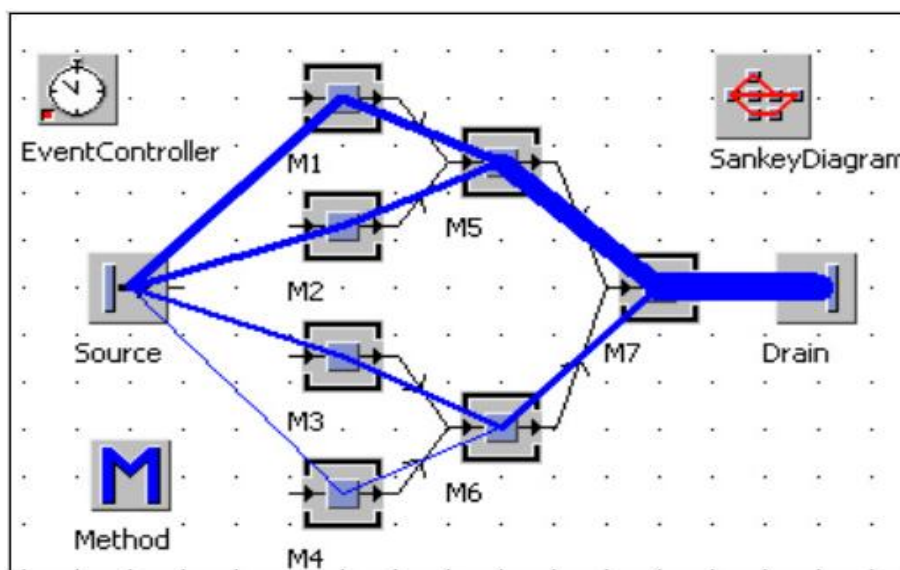 EventController
SankeyDiagram
M1
M5
M2
Source
M7
Drain
M3
M6
M
Method
M4